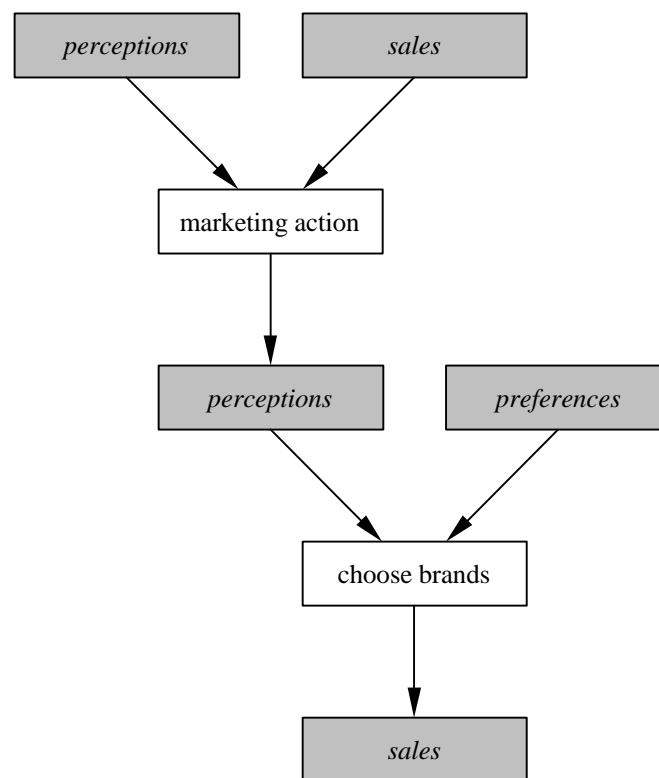 perceptions
sales
marketing action
perceptions
preferences
choose brands
sales